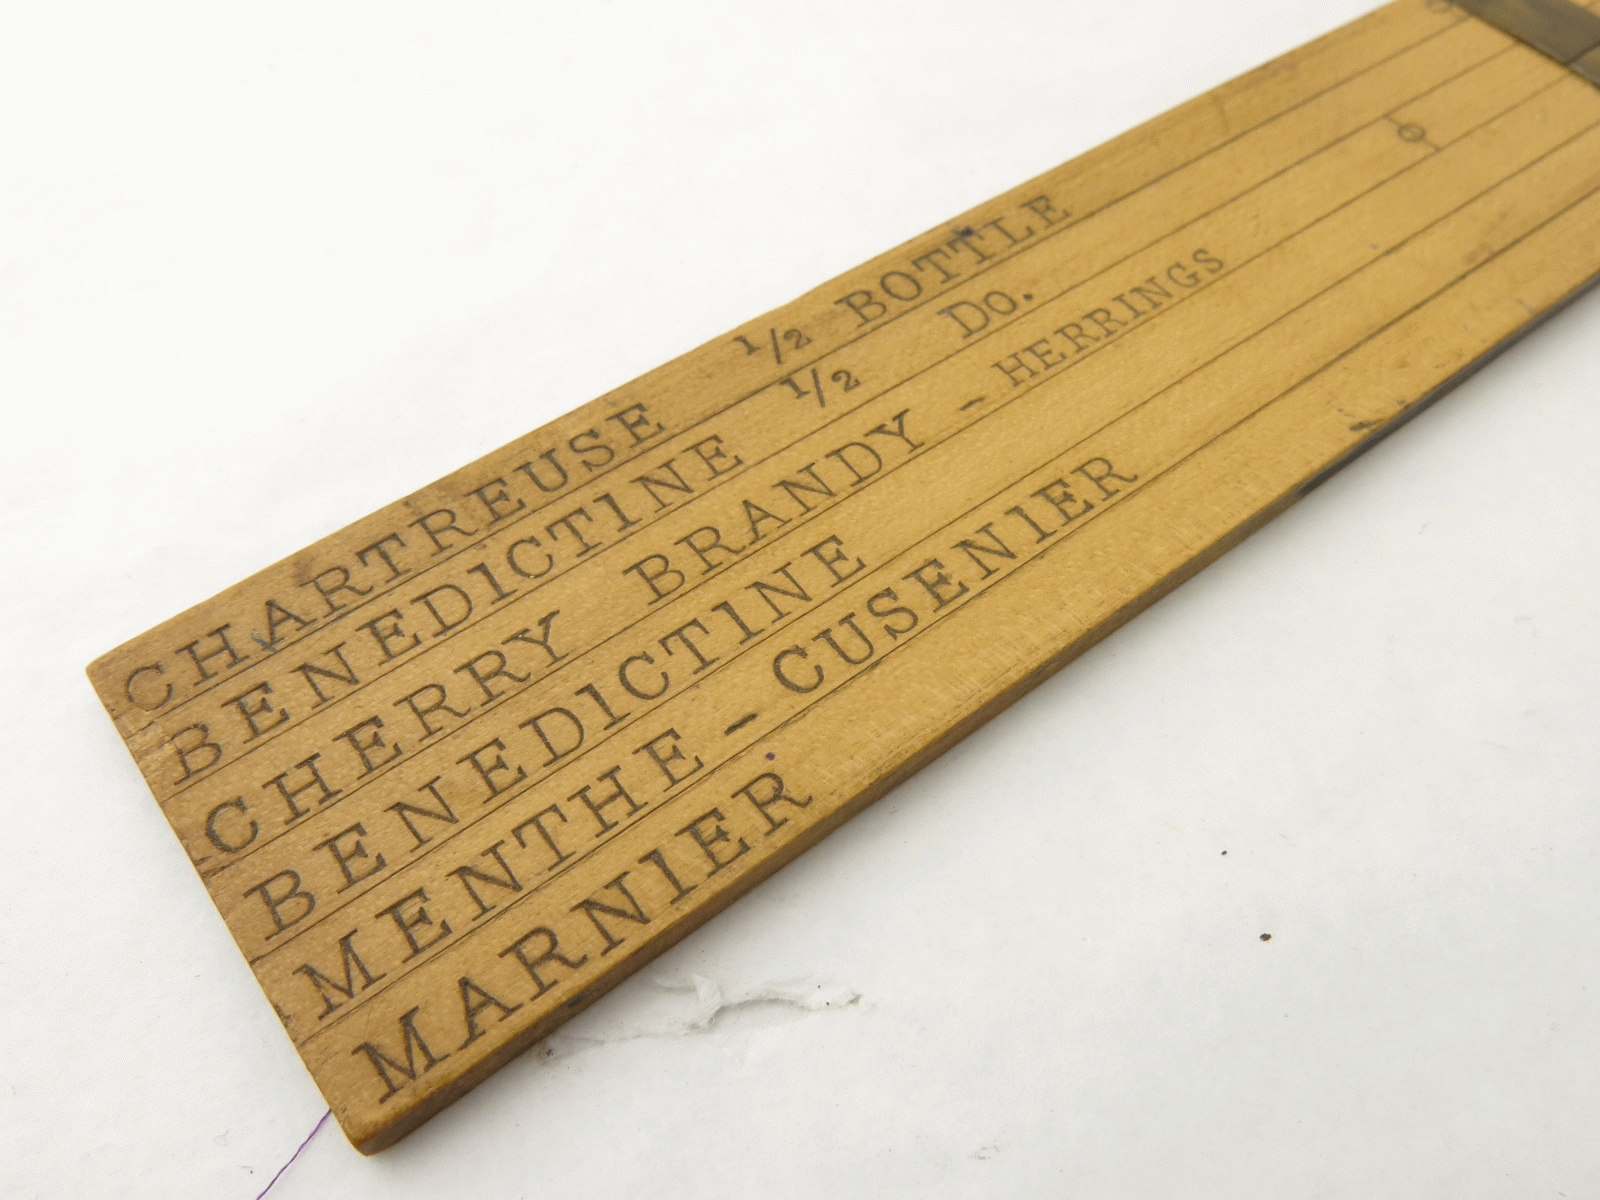 CHARTREUSE 1/2 BOTTLE
BENEDICTINE 1/2 Do.
CHERRY BRANDY - HERRINGS
BENEDICTINE
MENTHE - CUSENIER
MARNIER